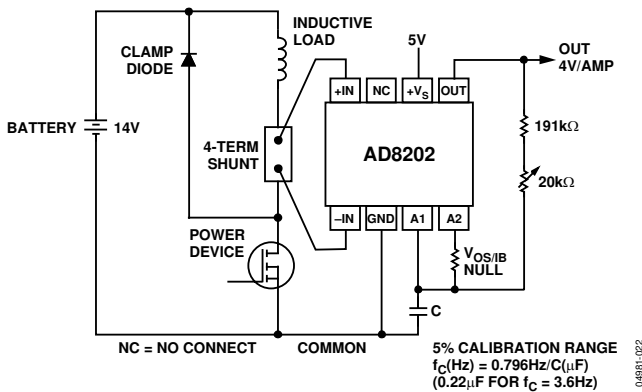 INDUCTIVE
LOAD
CLAMP
DIODE
5V
OUT
4V/AMP
+IN
NC
+VS
OUT
BATTERY
14V
4-TERM
SHUNT
AD8202
191kΩ
20kΩ
–IN
GND
A1
A2
POWER
DEVICE
VOS/IB
NULL
C
NC = NO CONNECT
COMMON
5% CALIBRATION RANGE
fC(Hz) = 0.796Hz/C(μF)
(0.22μF FOR fC = 3.6Hz)
04981-022